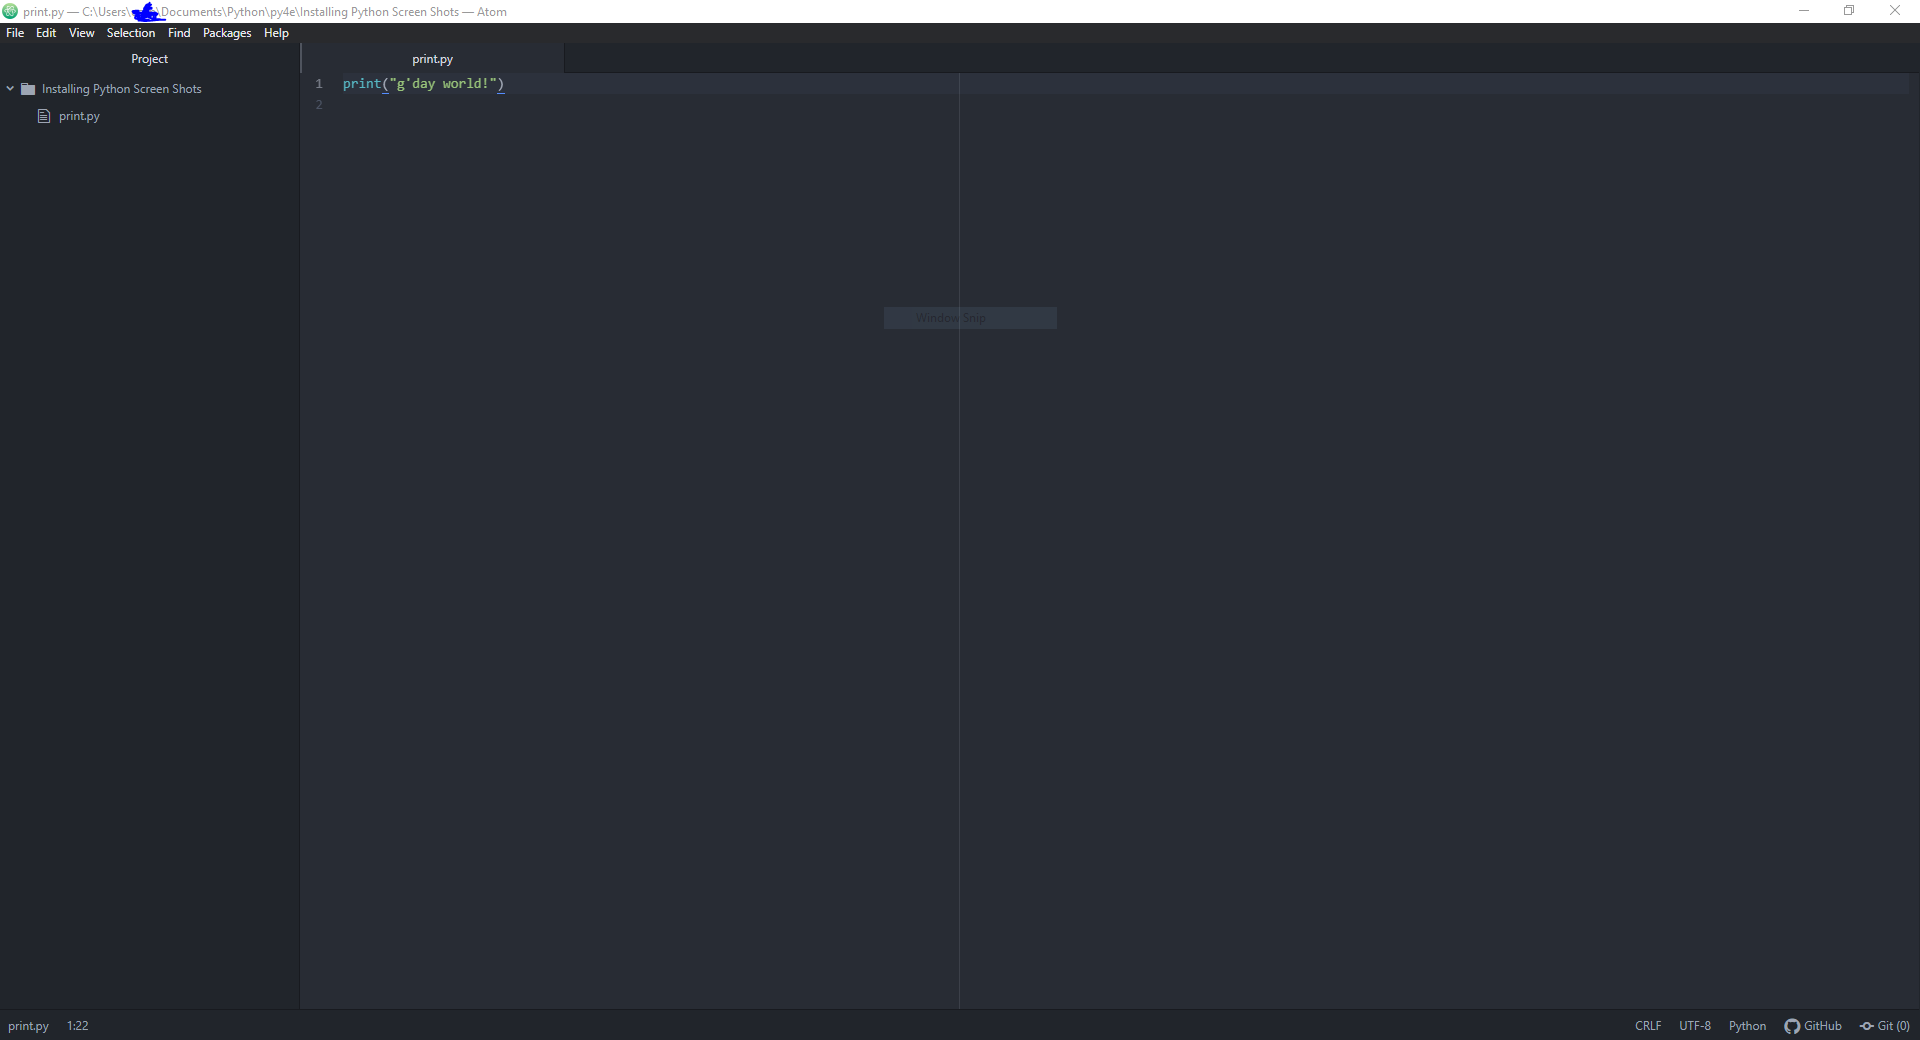 print.py — C:\Users\ \Documents\Python\py4e\Installing Python Screen Shots — Atom
File Edit View Selection Find Packages Help
Project
print.py
Installing Python Screen Shots
print.py
1 print("g'day world!")
2
Window Snip
print.py 1:22
CRLF UTF-8 Python GitHub Git (0)